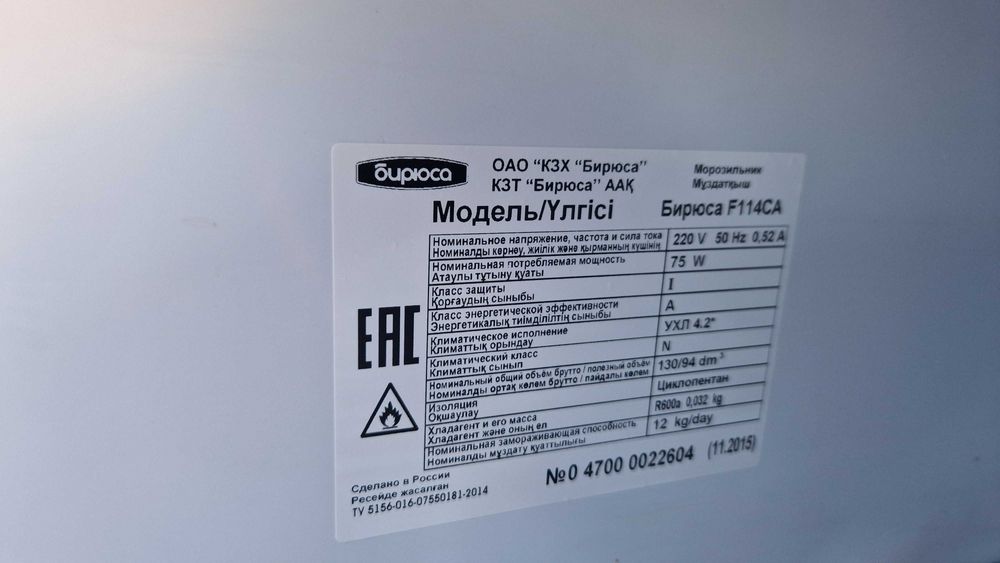 бирюса
ОАО "КЗХ "Бирюса"
КЗТ "Бирюса" ААҚ
Морозильник
Мұздатқыш
Модель/Үлгісі Бирюса F114CA
Номинальное напряжение, частота и сила тока
Номиналды кернеу, жиілік және қырманның күшінің
220 V 50 Hz 0,52 A
Номинальная потребляемая мощность
Атаулы тұтыну қуаты
75 W
Класс защиты
Қорғаудың сыныбы
I
Класс энергетической эффективности
Энергетикалық тиімділітің сыныбы
A
Климатическое исполнение
Климаттық орындау
УХЛ 4.2*
Климатический класс
Климаттық сынып
N
Номинальный общий объём брутто / полезный объём
Номиналды ортақ көлем брутто / пайдалы көлем
130/94 dm³
Изоляция
Оқшаулау
Циклопентан
Хладагент и его масса
Хладагент және оның ел
R600a 0,032 kg
Номинальная замораживающая способность
Номиналды мұздату қуаттылығы
12 kg/day
EAC
Сделано в России
Ресейде жасалған
ТУ 5156-016-07550181-2014
№0 4700 0022604 (11.2015)